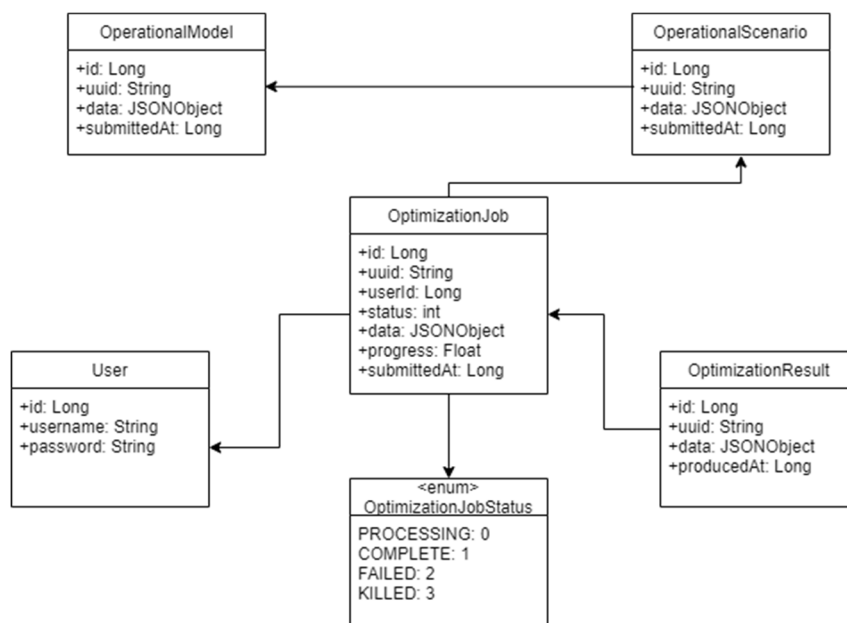 OperationalModel
+id: Long
+uuid: String
+data: JSONObject
+submittedAt: Long
OperationalScenario
+id: Long
+uuid: String
+data: JSONObject
+submittedAt: Long
OptimizationJob
+id: Long
+uuid: String
+userId: Long
+status: int
+data: JSONObject
+progress: Float
+submittedAt: Long
User
+id: Long
+username: String
+password: String
OptimizationResult
+id: Long
+uuid: String
+data: JSONObject
+producedAt: Long
<enum>
OptimizationJobStatus
PROCESSING: 0
COMPLETE: 1
FAILED: 2
KILLED: 3